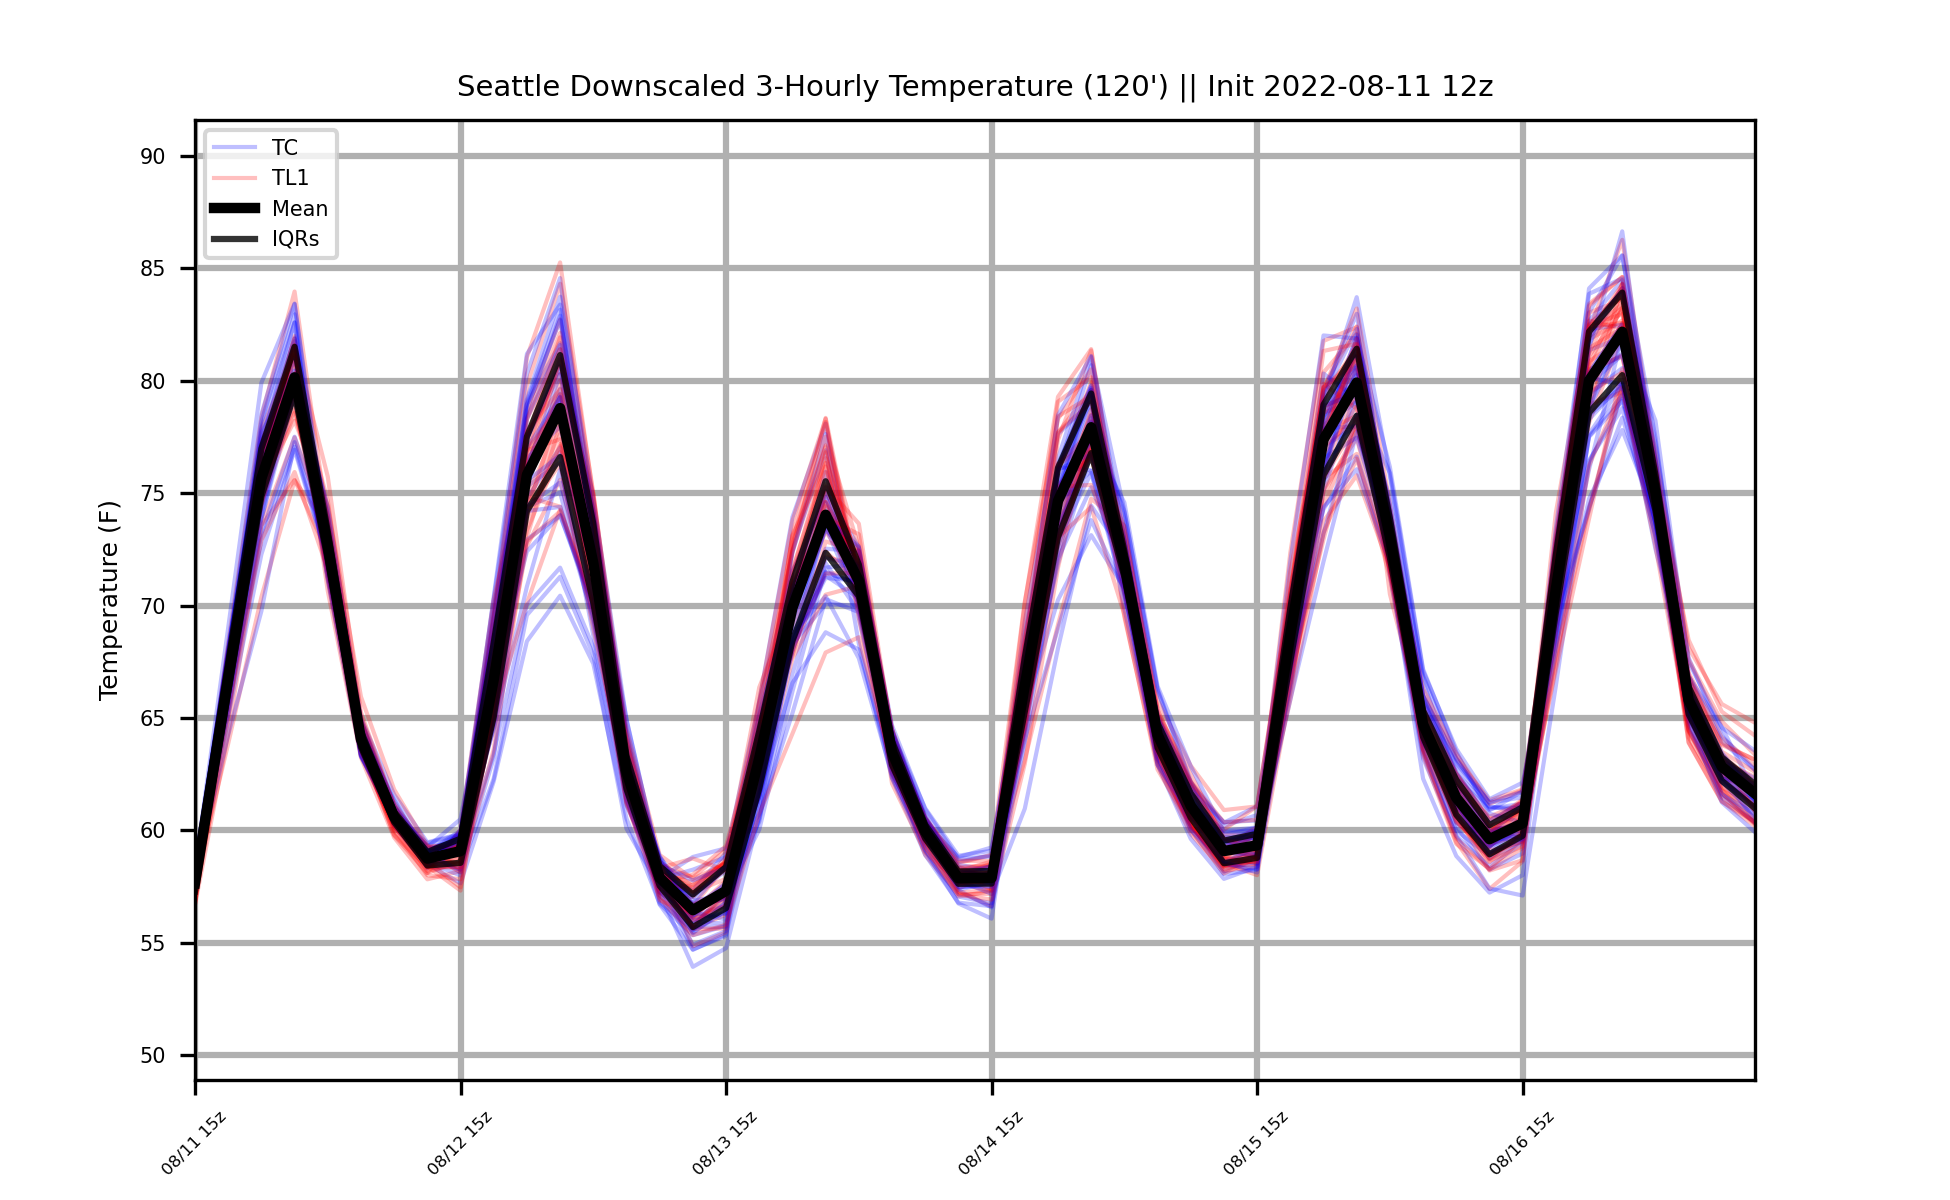 Seattle Downscaled 3-Hourly Temperature (120') || Init 2022-08-11 12z
TC
TL1
Mean
IQRs
Temperature (F)
90
85
80
75
70
65
60
55
50
08/11 15z
08/12 15z
08/13 15z
08/14 15z
08/15 15z
08/16 15z